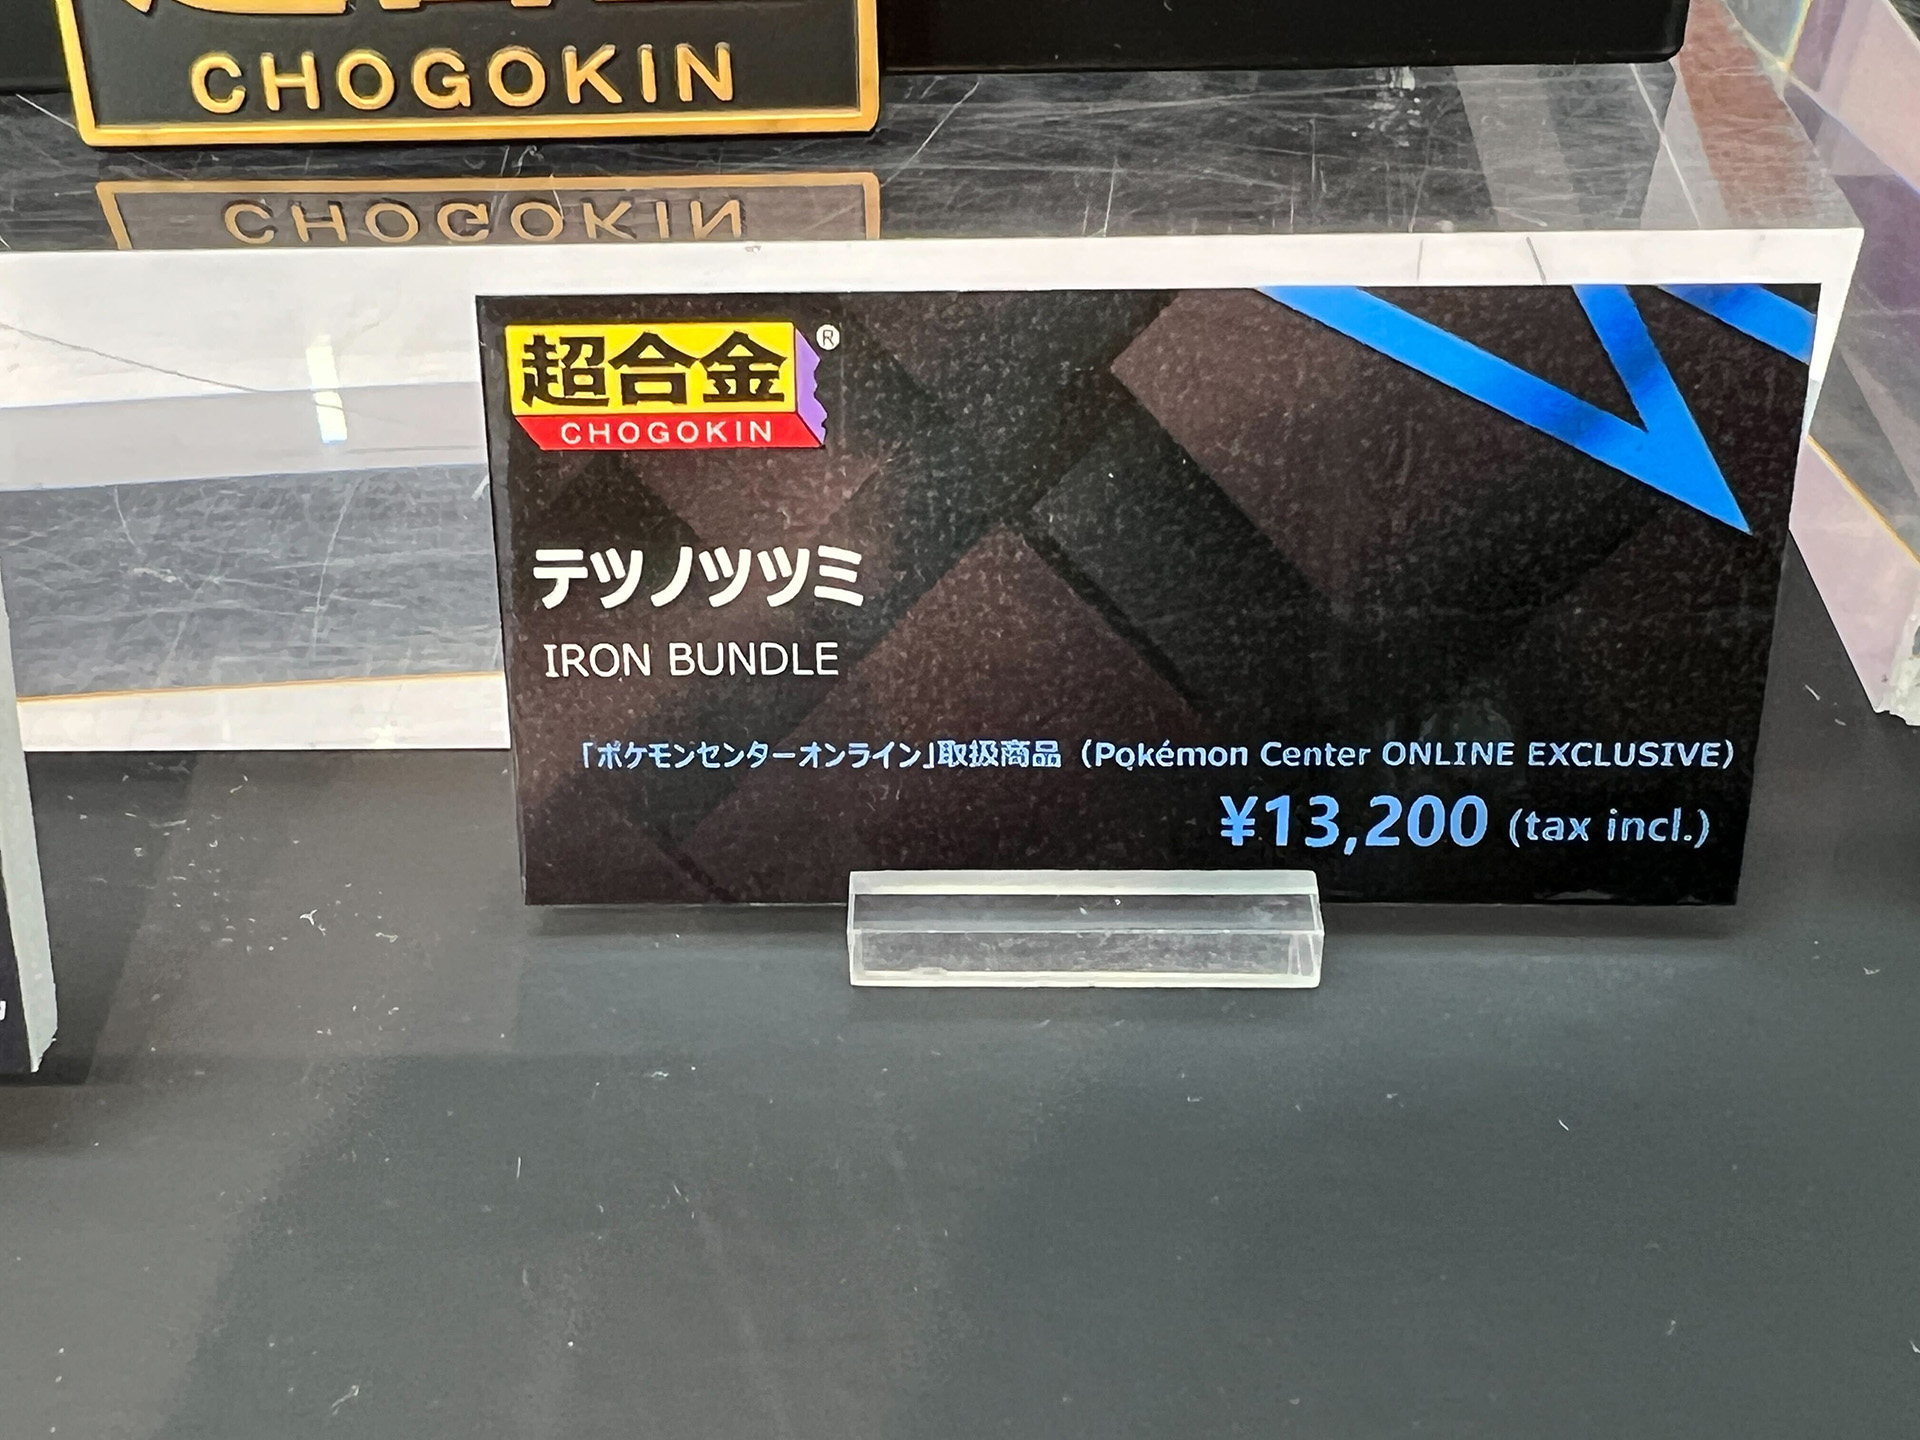 CHOGOKIN
CHOGOKIN
超合金®
CHOGOKIN
テツノツツミ
IRON BUNDLE
「ポケモンセンターオンライン」取扱商品（Pokémon Center ONLINE EXCLUSIVE）
¥13,200 (tax incl.)